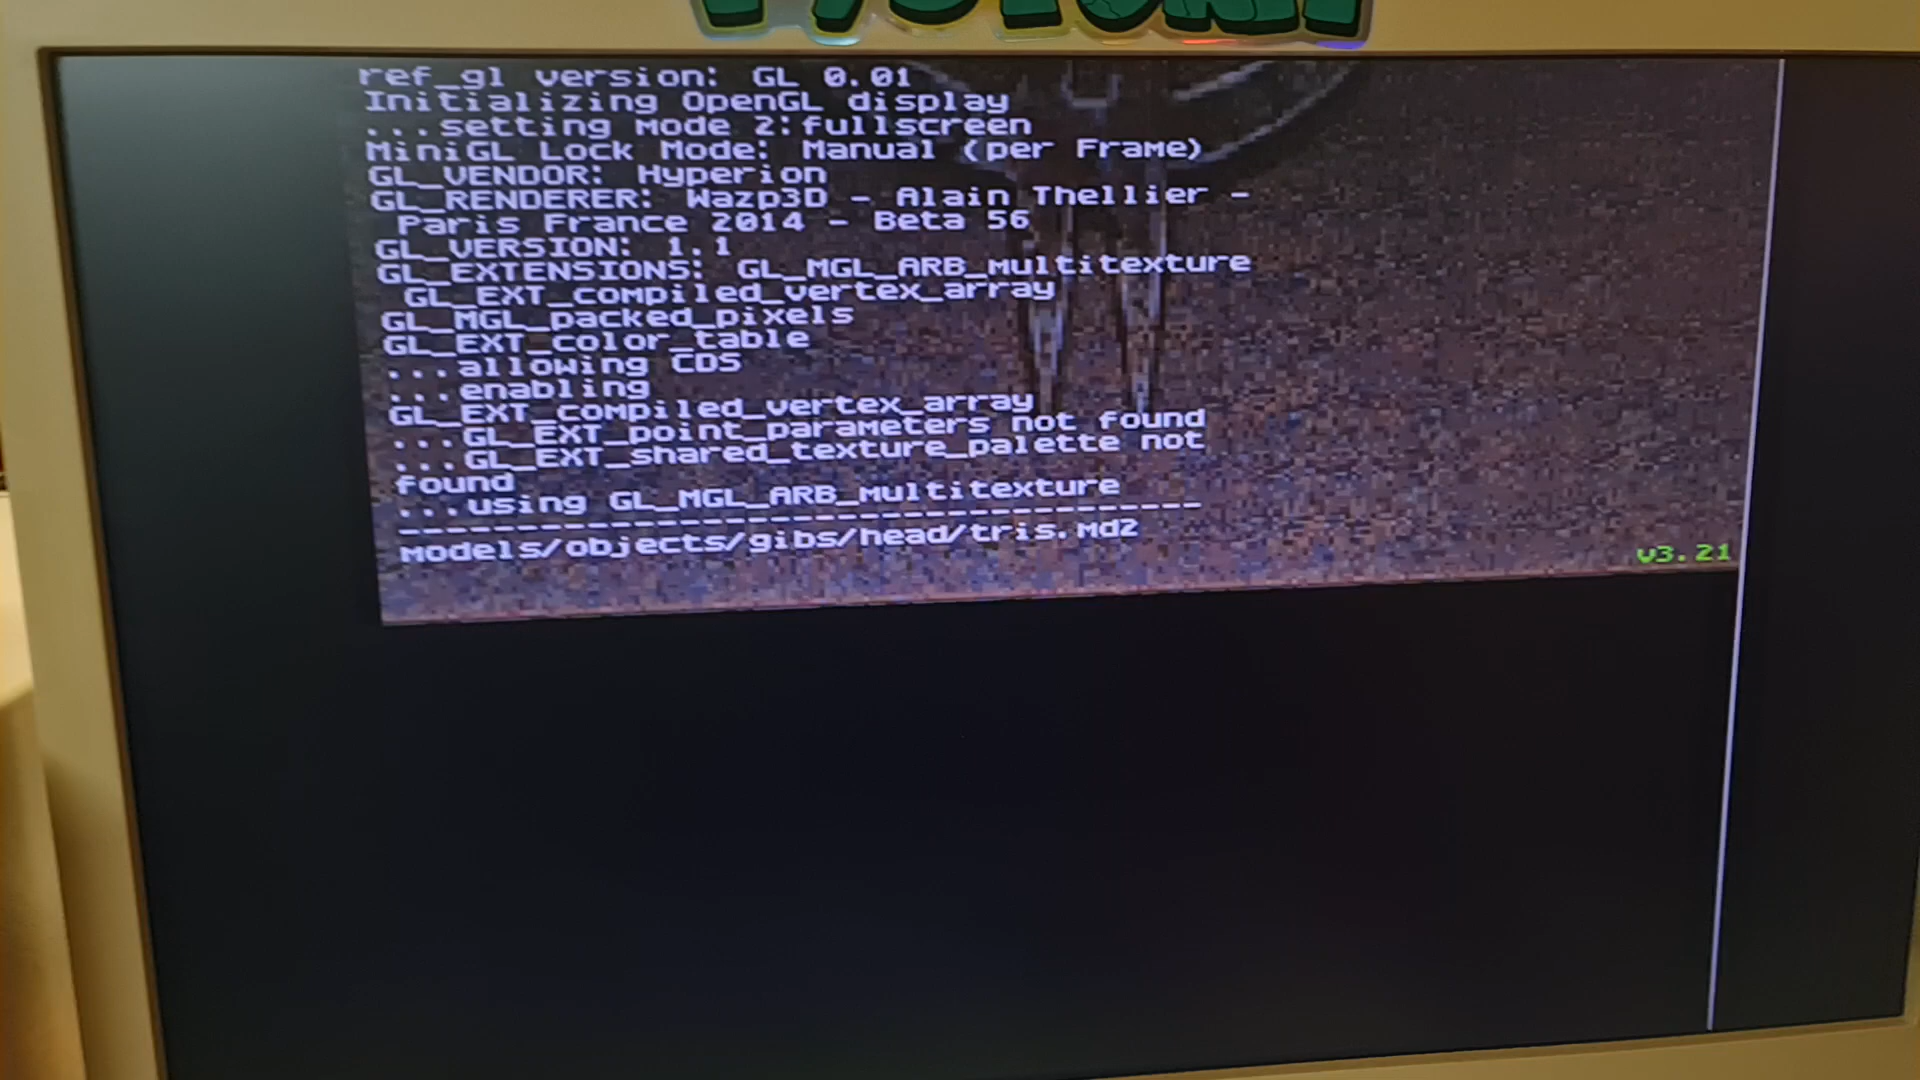 ref_gl version: GL 0.01
Initializing OpenGL display
...setting mode 2:fullscreen
MiniGL Lock Mode: Manual (per Frame)
GL_VENDOR: Hyperion
GL_RENDERER: Wazp3D - Alain Thellier -
Paris France 2014 - Beta 56
GL_VERSION: 1.1
GL_EXTENSIONS: GL_MGL_ARB_multitexture
GL_EXT_compiled_vertex_array
GL_MGL_packed_pixels
GL_EXT_color_table
...allowing CDS
...enabling
GL_EXT_compiled_vertex_array
...GL_EXT_point_parameters not found
...GL_EXT_shared_texture_palette not
found
...using GL_MGL_ARB_multitexture
------------------------------------
models/objects/gibs/head/tris.md2
v3.21